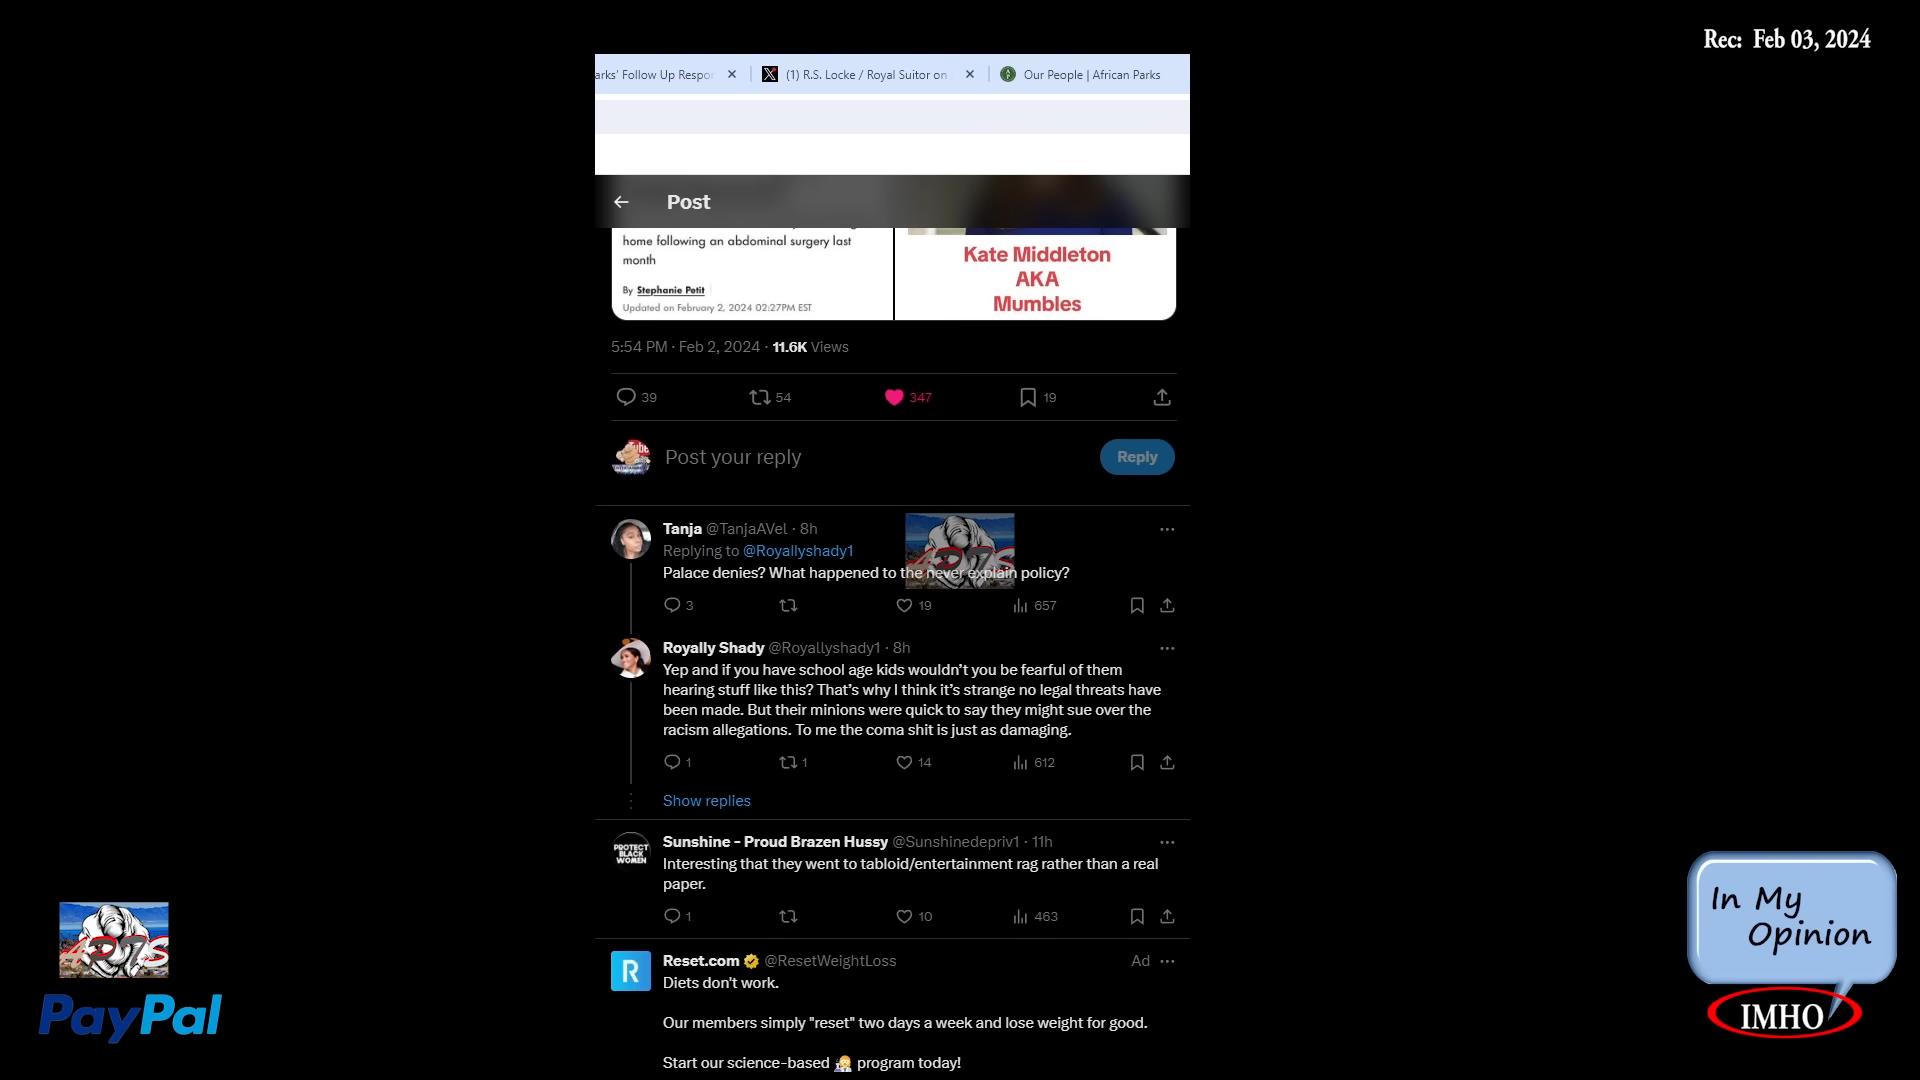 Rec: Feb 03, 2024
arks' Follow Up Respo
(1) R.S. Locke / Royal Suitor on
Our People | African Parks
Post
home following an abdominal surgery last
month
By Stephanie Petit
Updated on February 2, 2024 02:27PM EST
Kate Middleton
AKA
Mumbles
5:54 PM · Feb 2, 2024 · 11.6K Views
39
54
347
19
Post your reply
Reply
Tanja @TanjaAVel · 8h
Replying to @Royallyshady1
Palace denies? What happened to the never explain policy?
3
19
657
Royally Shady @Royallyshady1 · 8h
Yep and if you have school age kids wouldn’t you be fearful of them
hearing stuff like this? That’s why I think it’s strange no legal threats have
been made. But their minions were quick to say they might sue over the
racism allegations. To me the coma shit is just as damaging.
1
1
14
612
Show replies
PROTECT
BLACK
WOMEN
Sunshine - Proud Brazen Hussy @Sunshinedepriv1 · 11h
Interesting that they went to tabloid/entertainment rag rather than a real
paper.
1
10
463
R
Reset.com @ResetWeightLoss
Ad
Diets don't work.
Our members simply "reset" two days a week and lose weight for good.
Start our science-based program today!
PayPal
In My
Opinion
IMHO